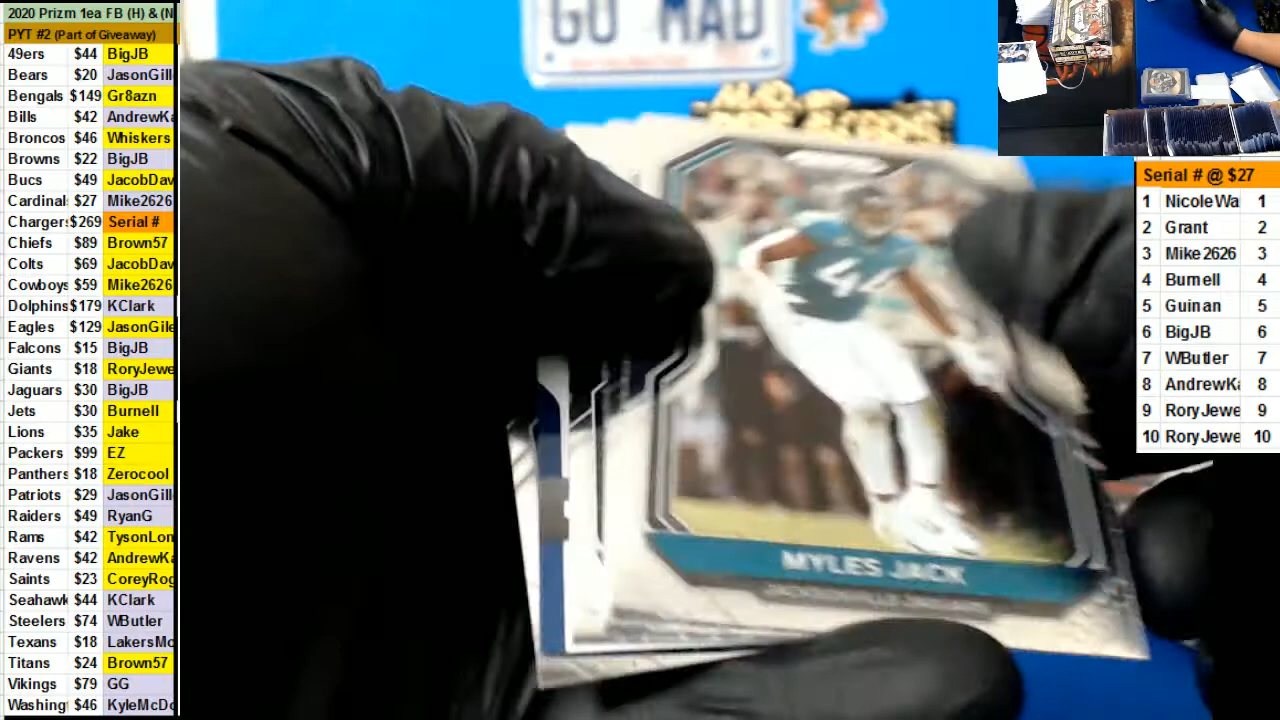 2020 Prizm 1ea FB (H) & (N
PYT #2 (Part of Giveaway)
49ers $44 BigJB
Bears $20 JasonGill
Bengals $149 Gr8azn
Bills $42 AndrewKa
Broncos $46 Whiskers
Browns $22 BigJB
Bucs $49 JacobDav
Cardinal $27 Mike2626
Chargers $269 Serial #
Chiefs $89 Brown57
Colts $69 JacobDav
Cowboys $59 Mike2626
Dolphins $179 KClark
Eagles $129 JasonGile
Falcons $15 BigJB
Giants $18 RoryJewe
Jaguars $30 BigJB
Jets $30 Burnell
Lions $35 Jake
Packers $99 EZ
Panthers $18 Zerocool
Patriots $29 JasonGill
Raiders $49 RyanG
Rams $42 TysonLon
Ravens $42 AndrewKa
Saints $23 CoreyRog
Seahawk $44 KClark
Steelers $74 WButler
Texans $18 LakersMc
Titans $24 Brown57
Vikings $79 GG
Washing $46 KyleMcDo
GO MAD
44
MYLES JACK
Serial # @ $27
1 NicoleWa 1
2 Grant 2
3 Mike2626 3
4 Burnell 4
5 Guinan 5
6 BigJB 6
7 WButler 7
8 AndrewKa 8
9 RoryJewe 9
10 RoryJewe 10